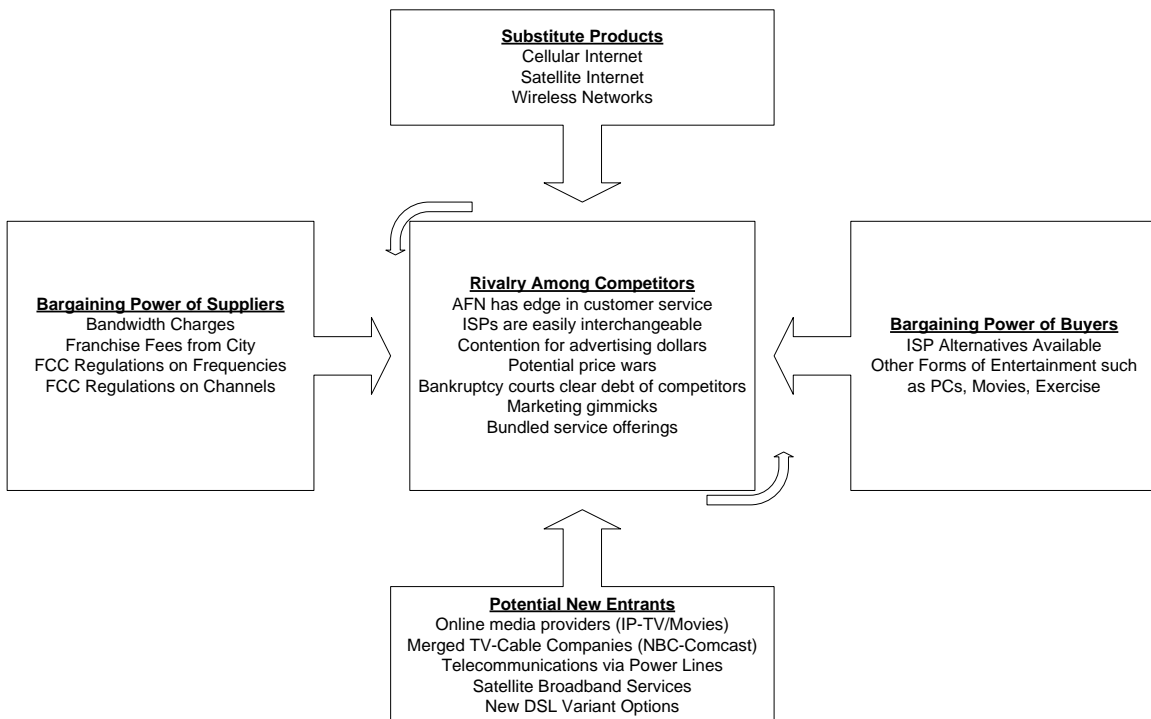 Substitute Products
Cellular Internet
Satellite Internet
Wireless Networks
Bargaining Power of Suppliers
Bandwidth Charges
Franchise Fees from City
FCC Regulations on Frequencies
FCC Regulations on Channels
Rivalry Among Competitors
AFN has edge in customer service
ISPs are easily interchangeable
Contention for advertising dollars
Potential price wars
Bankruptcy courts clear debt of competitors
Marketing gimmicks
Bundled service offerings
Bargaining Power of Buyers
ISP Alternatives Available
Other Forms of Entertainment such
as PCs, Movies, Exercise
Potential New Entrants
Online media providers (IP-TV/Movies)
Merged TV-Cable Companies (NBC-Comcast)
Telecommunications via Power Lines
Satellite Broadband Services
New DSL Variant Options